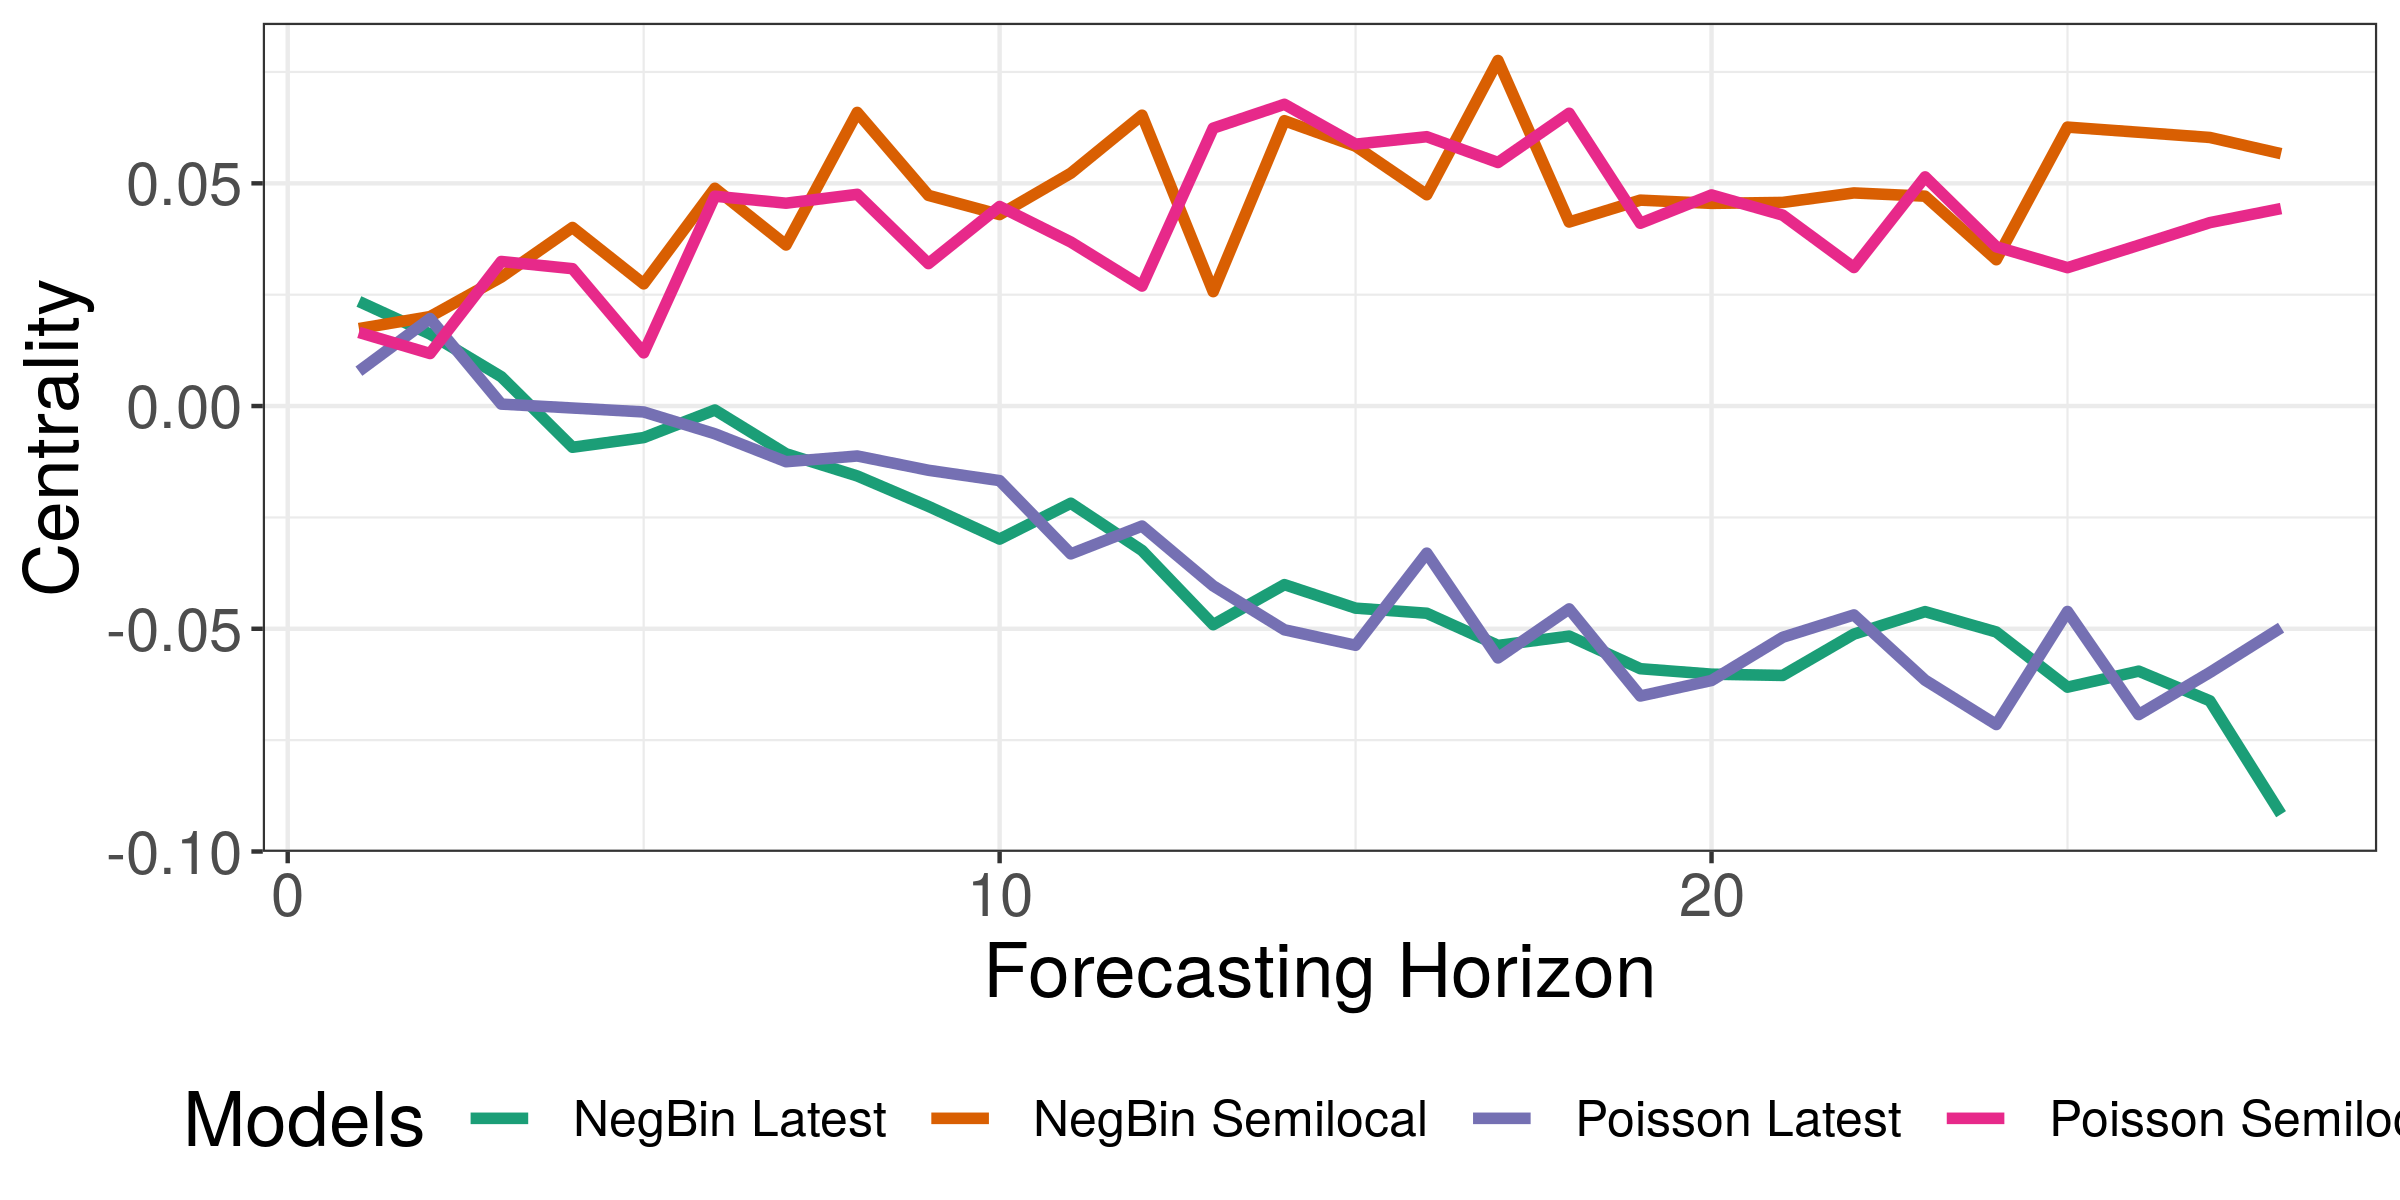 Centrality
0.05
0.00
-0.05
-0.10
0
10
20
Forecasting Horizon
Models
NegBin Latest
NegBin Semilocal
Poisson Latest
Poisson